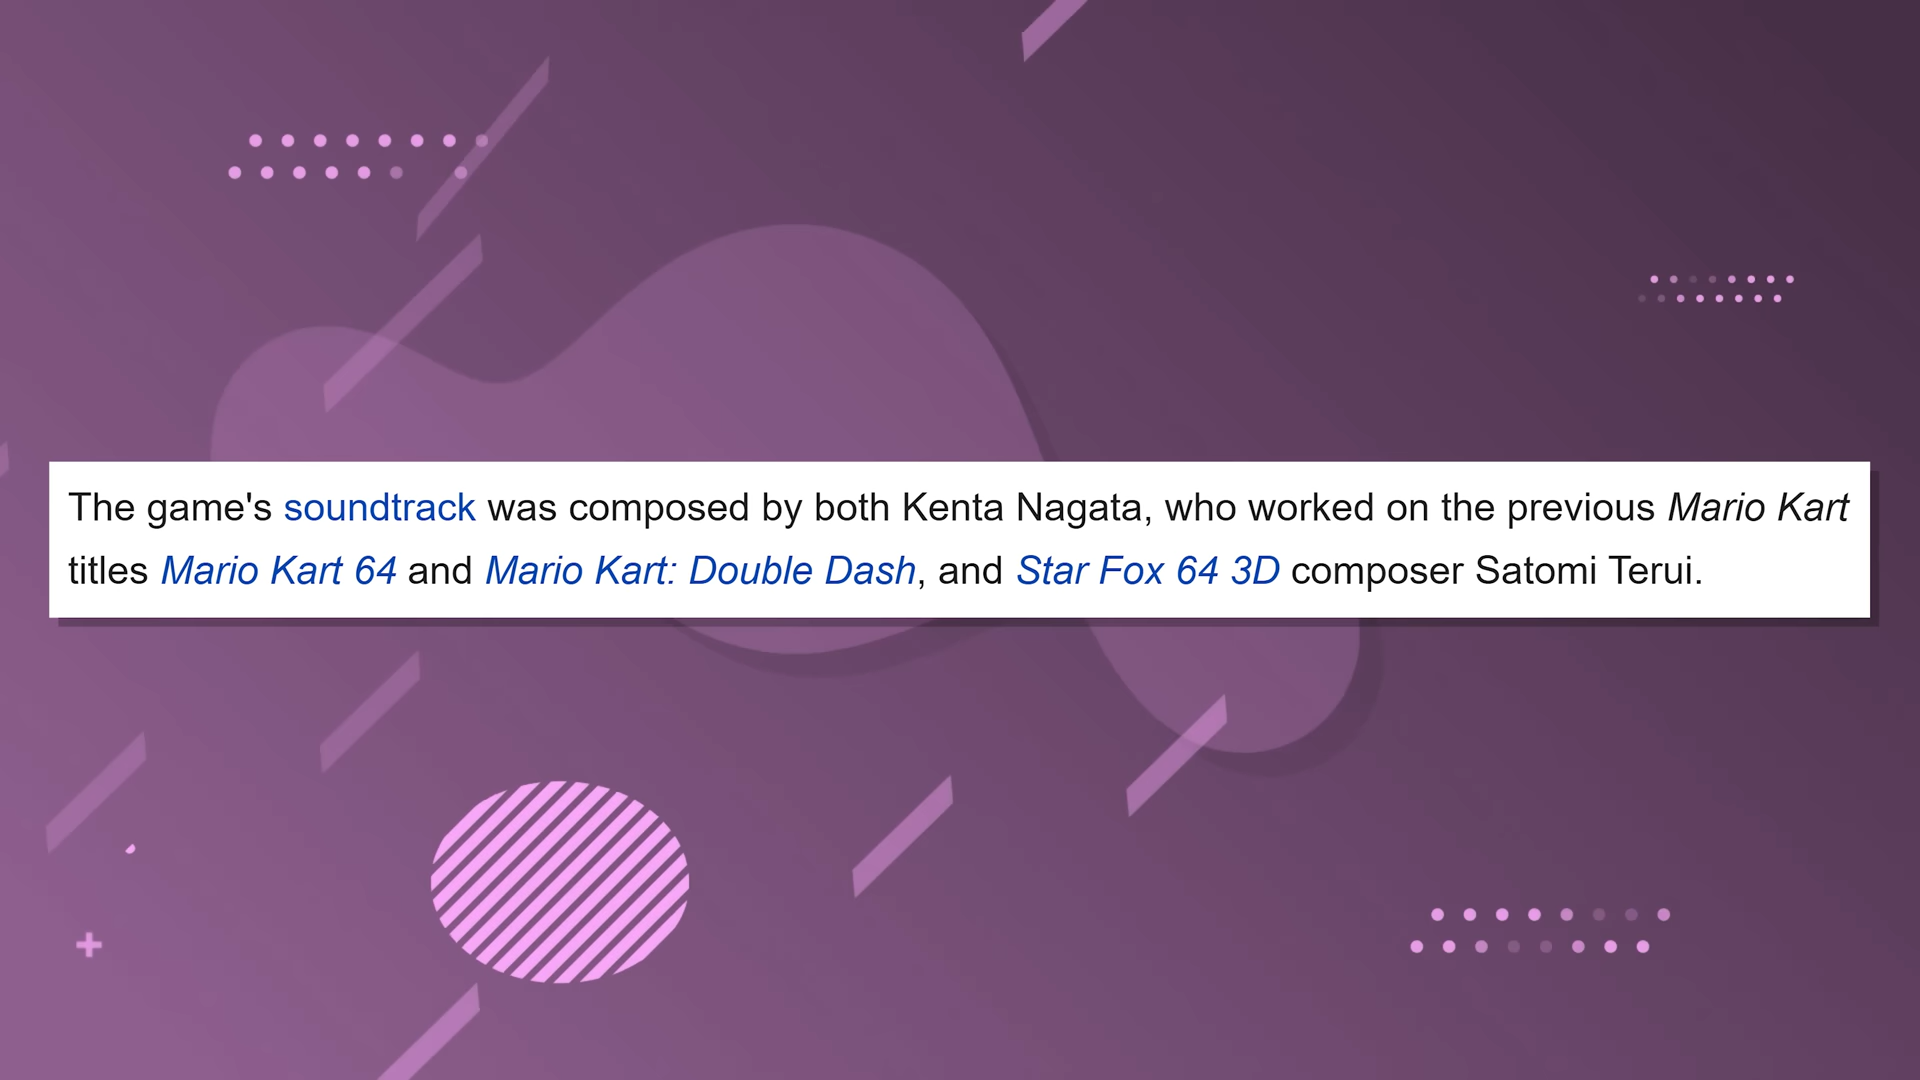 The game's soundtrack was composed by both Kenta Nagata, who worked on the previous Mario Kart
titles Mario Kart 64 and Mario Kart: Double Dash, and Star Fox 64 3D composer Satomi Terui.